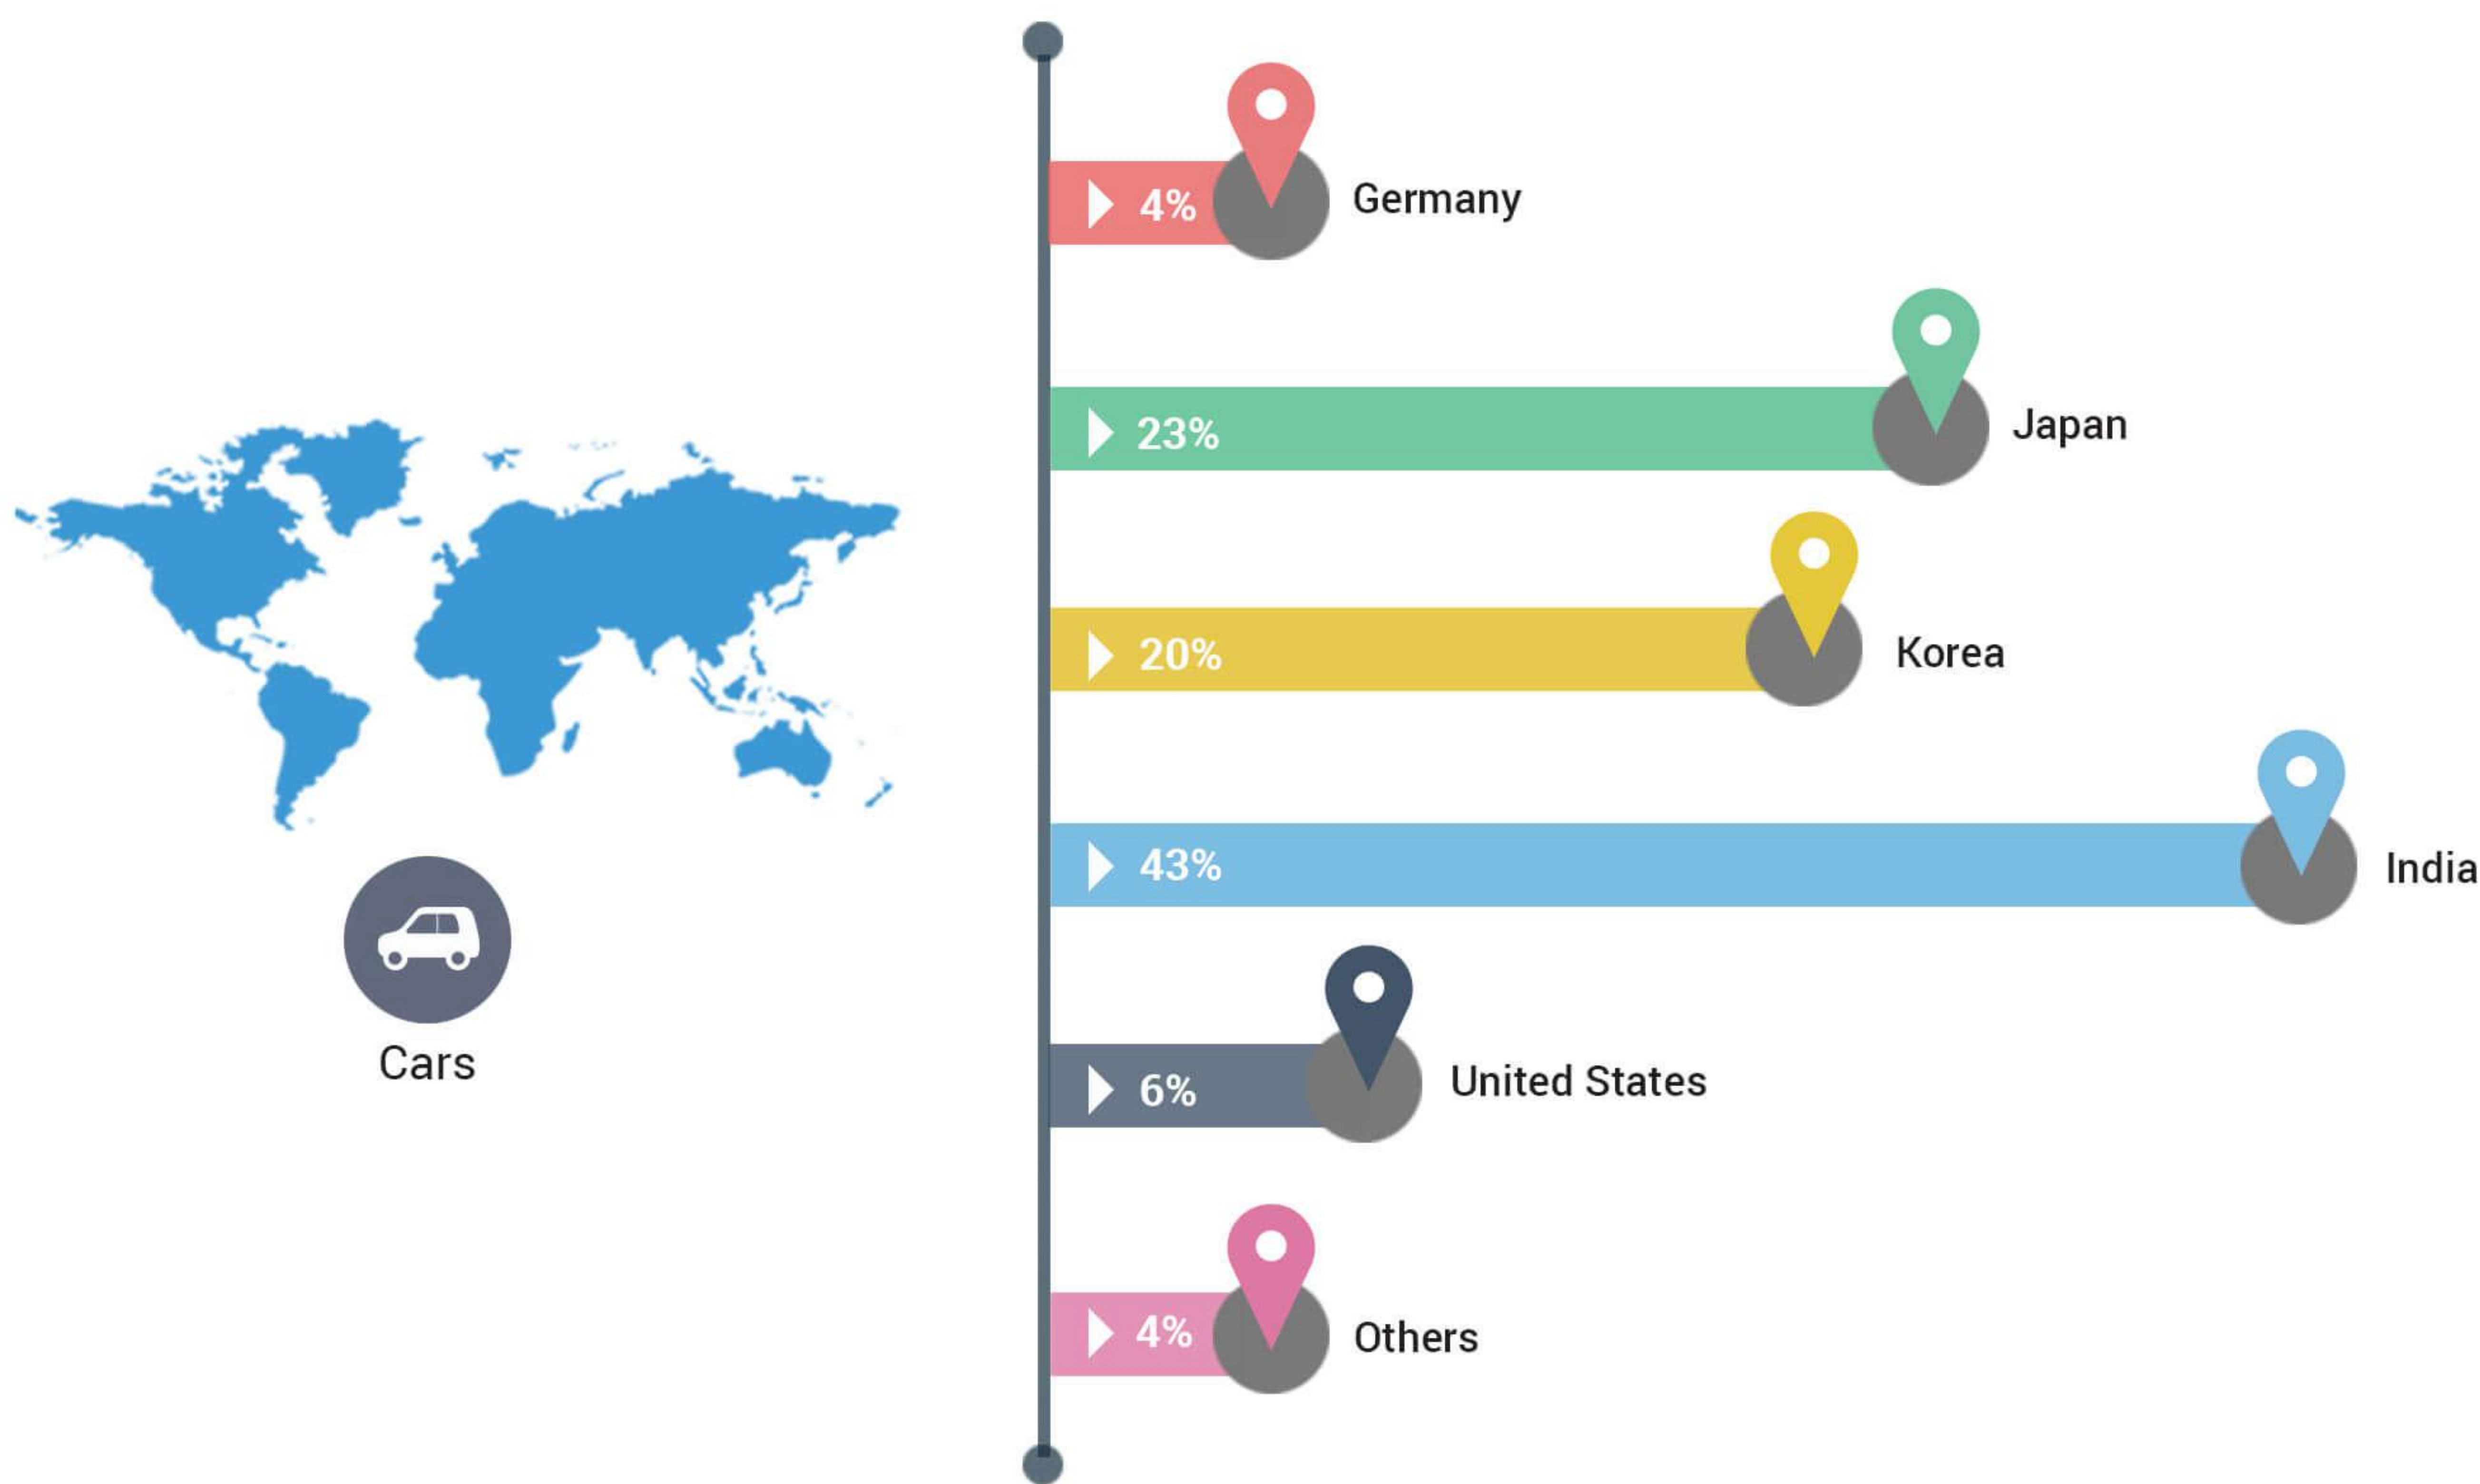 4%
Germany
23%
Japan
20%
Korea
43%
India
6%
United States
4%
Others
Cars